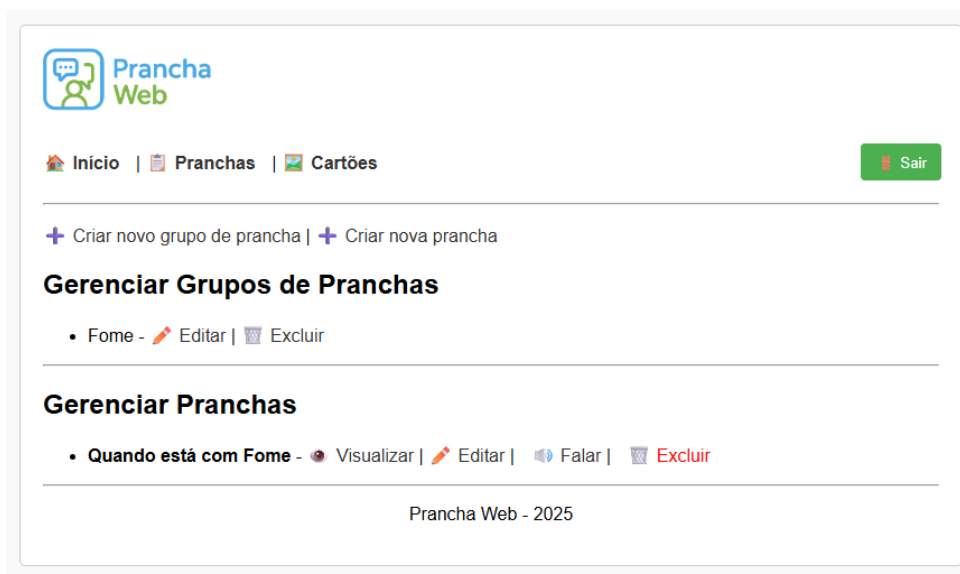 Prancha
Web
Início | Pranchas | Cartões
Sair
Criar novo grupo de prancha | Criar nova prancha
Gerenciar Grupos de Pranchas
• Fome - Editar | Excluir
Gerenciar Pranchas
• Quando está com Fome - Visualizar | Editar | Falar | Excluir
Prancha Web - 2025